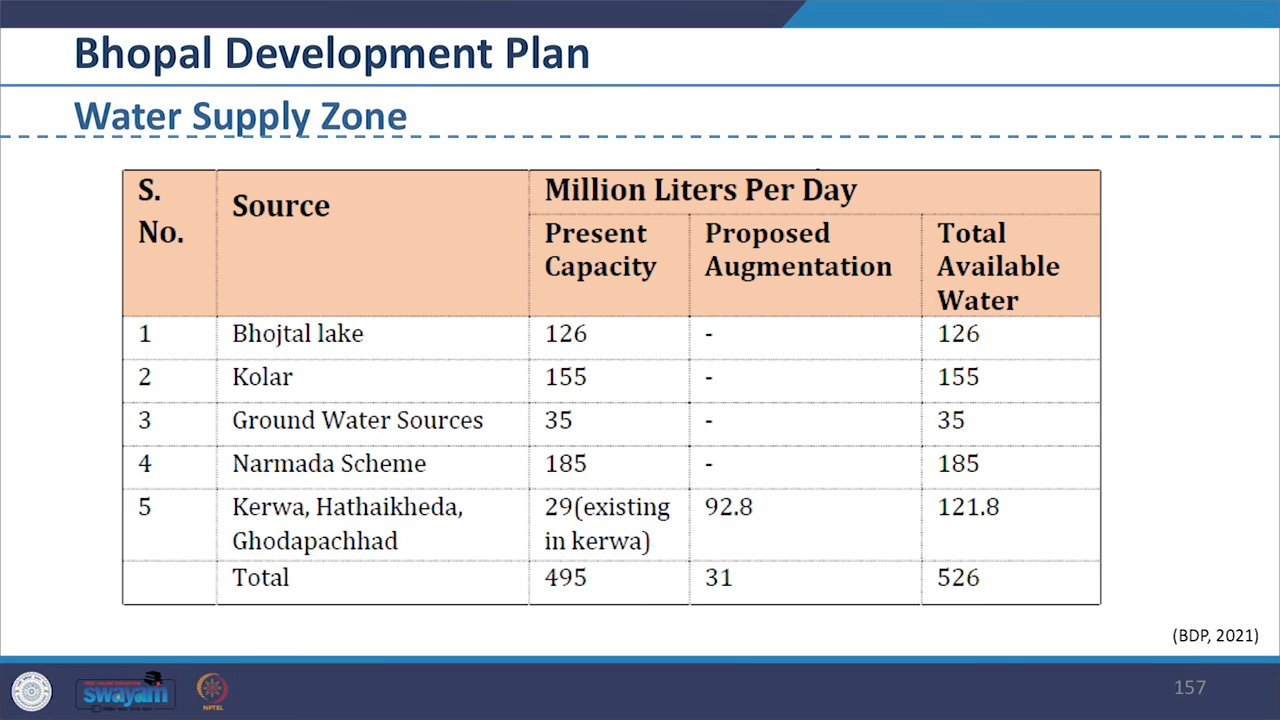 Bhopal Development Plan
Water Supply Zone
S. No. Source Million Liters Per Day
Present Capacity Proposed Augmentation Total Available Water
1 Bhojtal lake 126 - 126
2 Kolar 155 - 155
3 Ground Water Sources 35 - 35
4 Narmada Scheme 185 - 185
5 Kerwa, Hathaikheda, Ghodapachhad 29(existing in kerwa) 92.8 121.8
Total 495 31 526
(BDP, 2021)
swayam
NPTEL
157